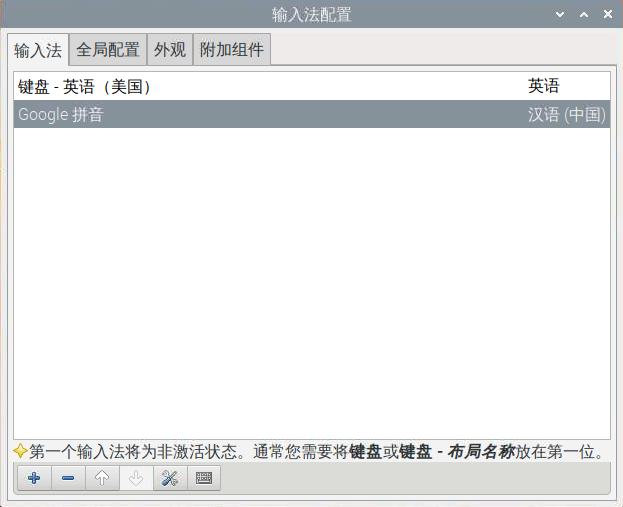 输入法配置
输入法 全局配置 外观 附加组件
键盘 - 英语（美国） 英语
Google 拼音 汉语 (中国)
第一个输入法将为非激活状态。通常您需要将键盘或键盘 - 布局名称放在第一位。